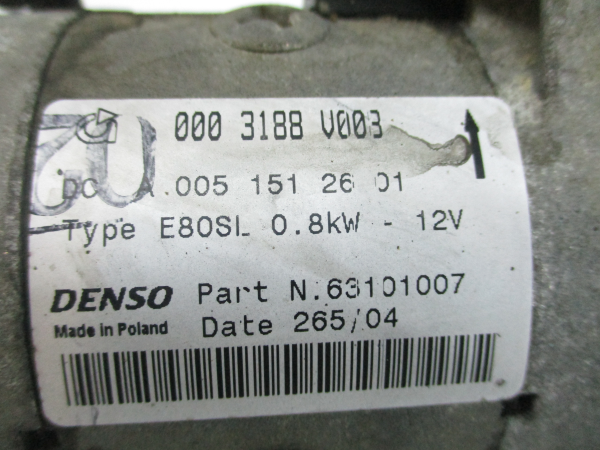 000 3188 V003
A.005 151 26 01
Type E80SL 0.8kW - 12V
DENSO Part N.63101007
Made in Poland Date 265/04